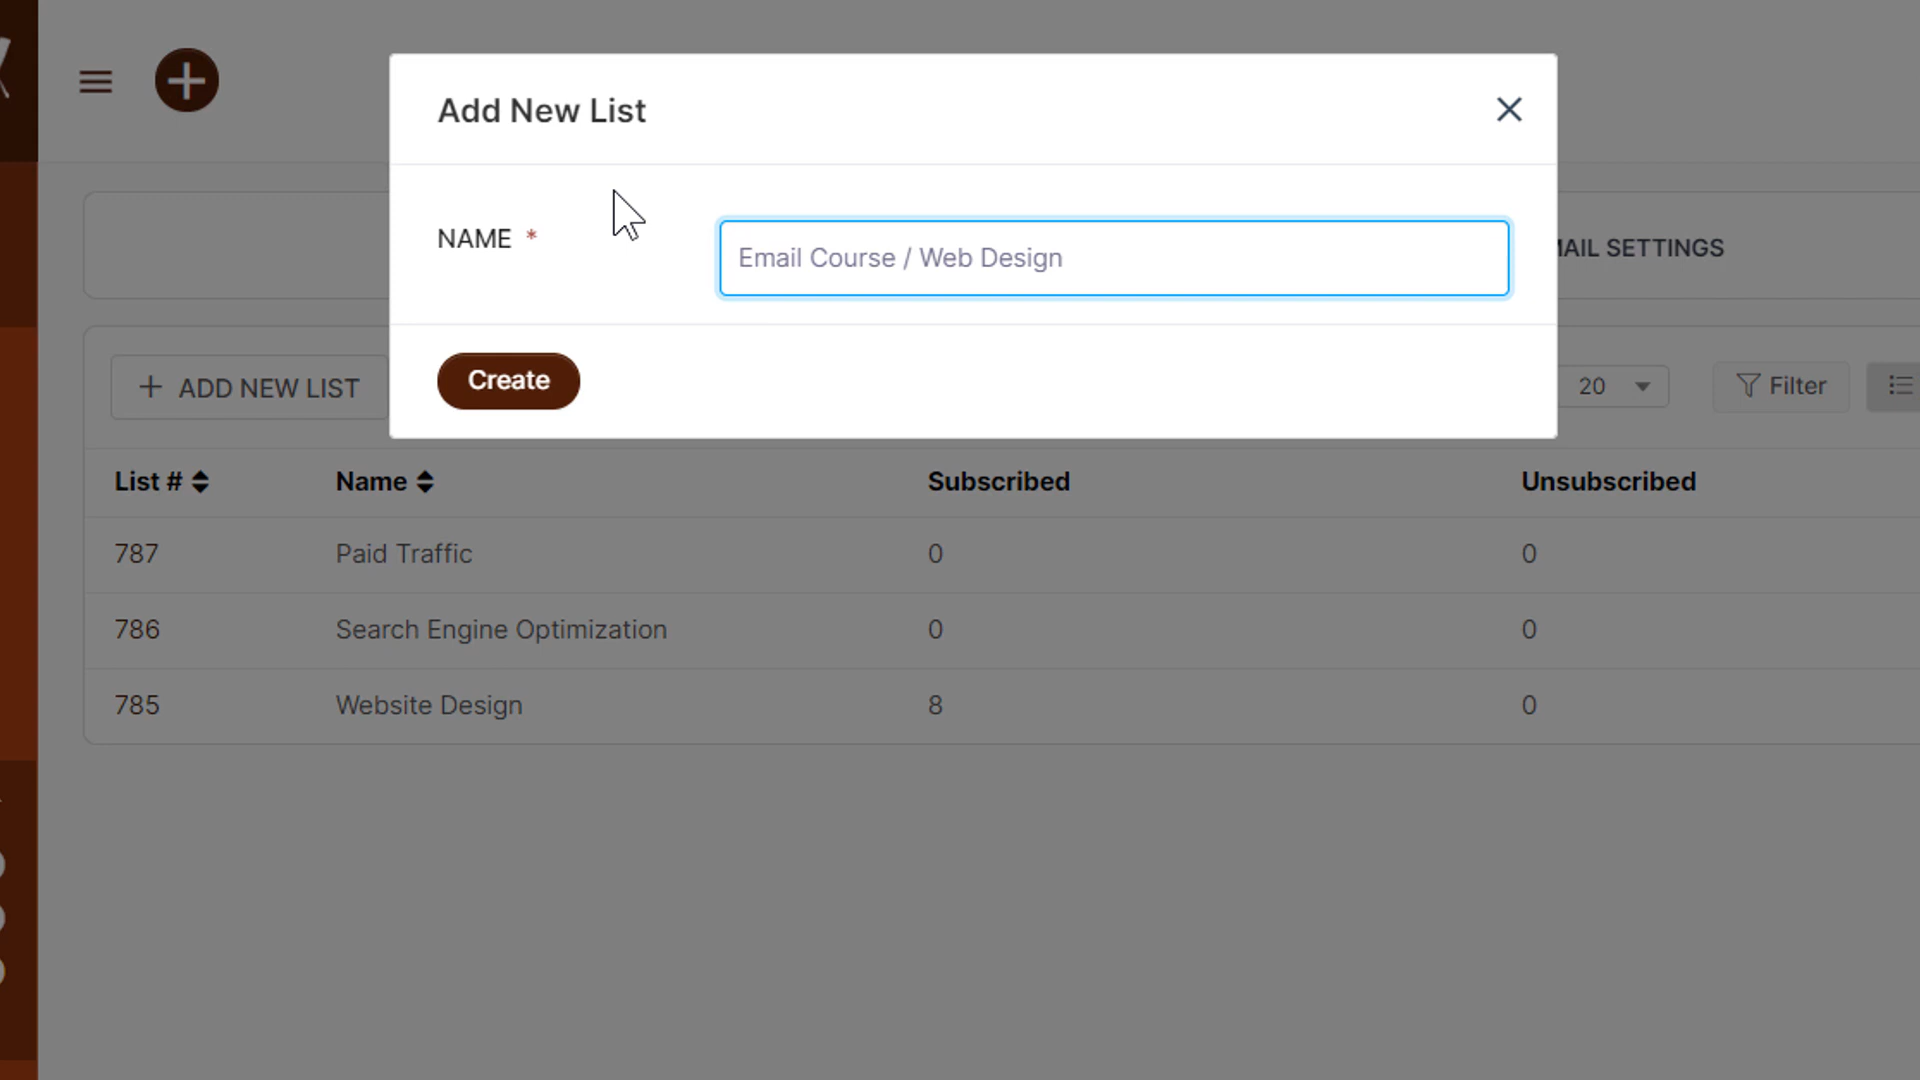 Add New List
NAME *
Email Course / Web Design
MAIL SETTINGS
Create
ADD NEW LIST
20
Filter
List #
Name
Subscribed
Unsubscribed
787
Paid Traffic
0
0
786
Search Engine Optimization
0
0
785
Website Design
8
0